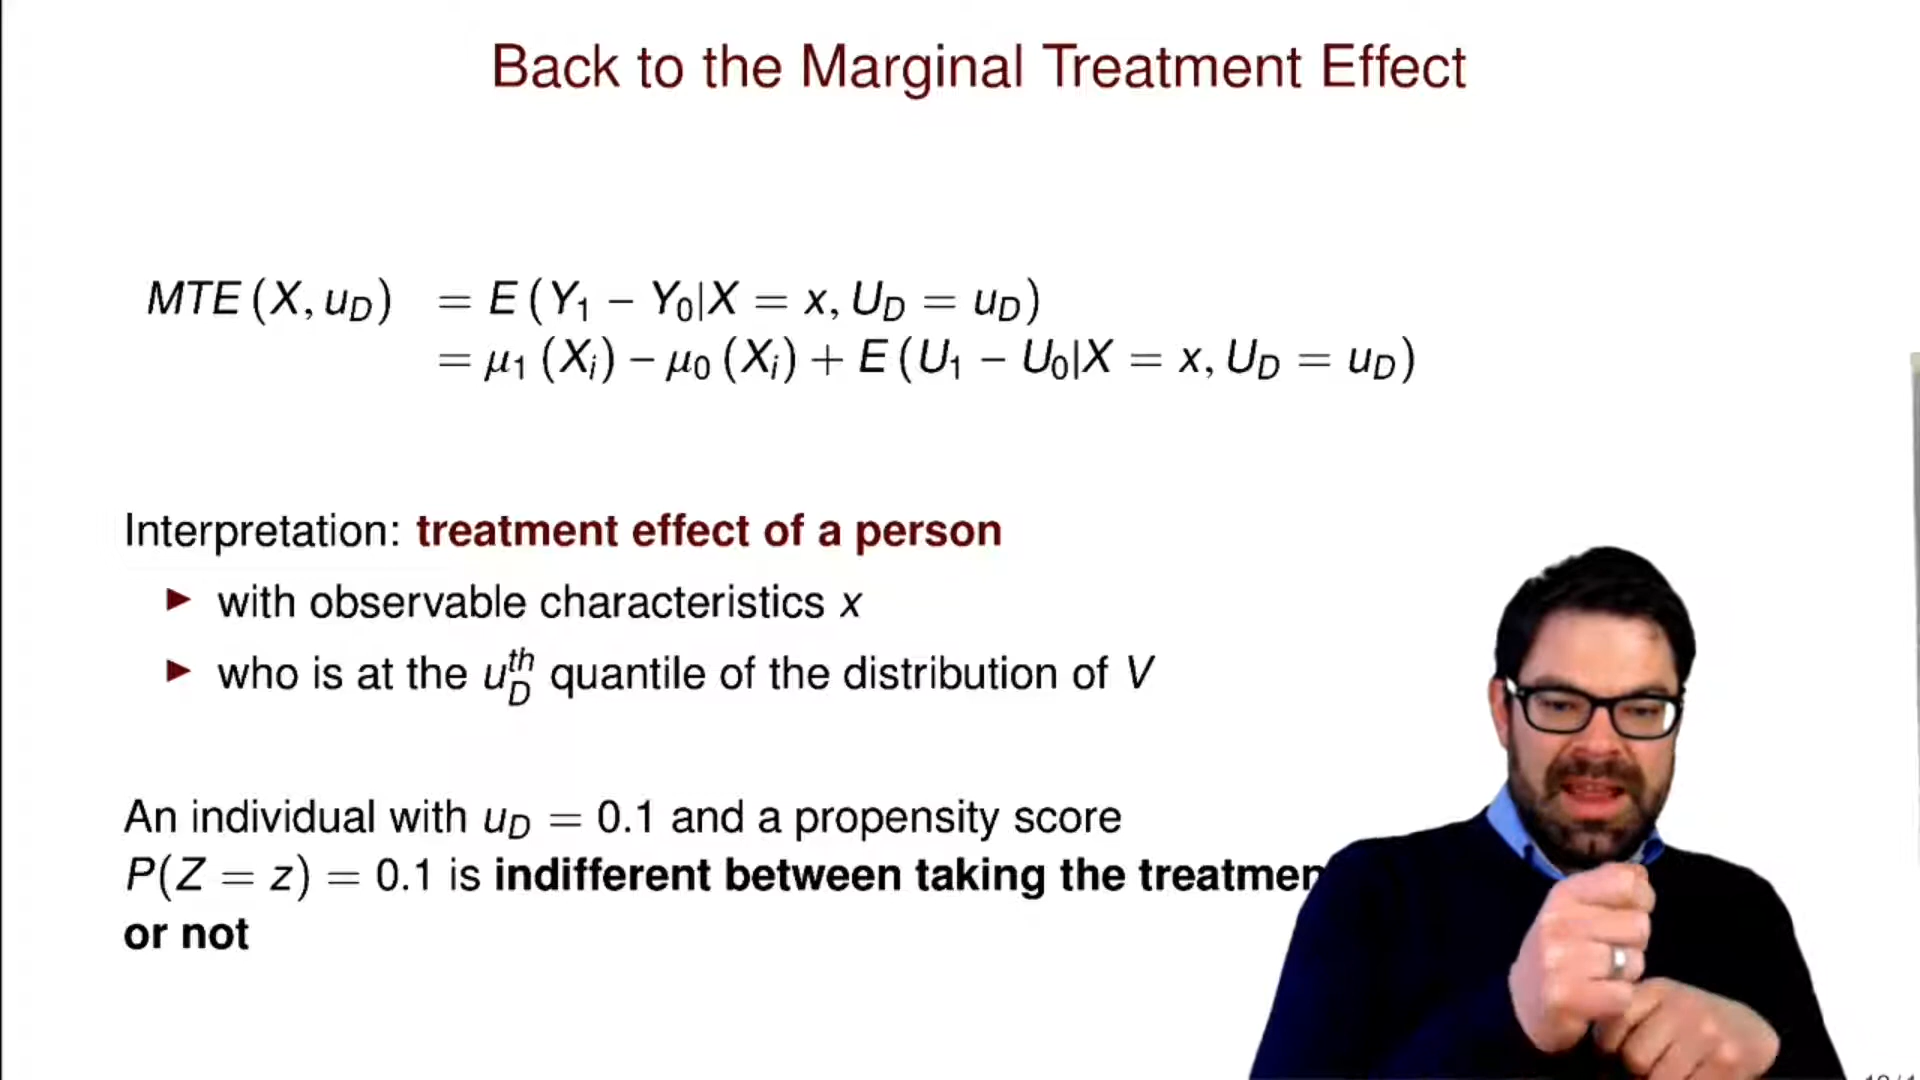 Back to the Marginal Treatment Effect
MTE (X, u_D) = E (Y_1 − Y_0|X = x, U_D = u_D)
= μ_1 (X_i) − μ_0 (X_i) + E (U_1 − U_0|X = x, U_D = u_D)
Interpretation: treatment effect of a person
▶ with observable characteristics x
▶ who is at the u_D^th quantile of the distribution of V
An individual with u_D = 0.1 and a propensity score
P(Z = z) = 0.1 is indifferent between taking the treatmen
or not